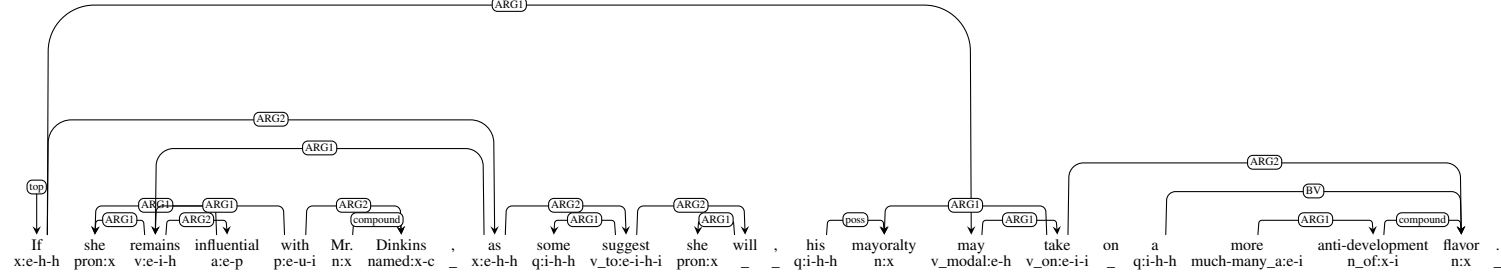 ARG1
ARG2
ARG1
top
ARG2
BV
ARG1 ARG1 ARG2 ARG2 ARG2 ARG1
ARG1 ARG2 compound ARG1 ARG1 poss ARG1 ARG1 compound
If she remains influential with Mr. Dinkins , as some suggest she will , his mayoralty may take on a more anti-development flavor .
x:e-h-h pron:x v:e-i-h a:e-p p:e-u-i n:x named:x-c _ x:e-h-h q:i-h-h v_to:e-i-h-i pron:x _ _ q:i-h-h n:x v_modal:e-h v_on:e-i-i _ q:i-h-h much-many_a:e-i n_of:x-i n:x _